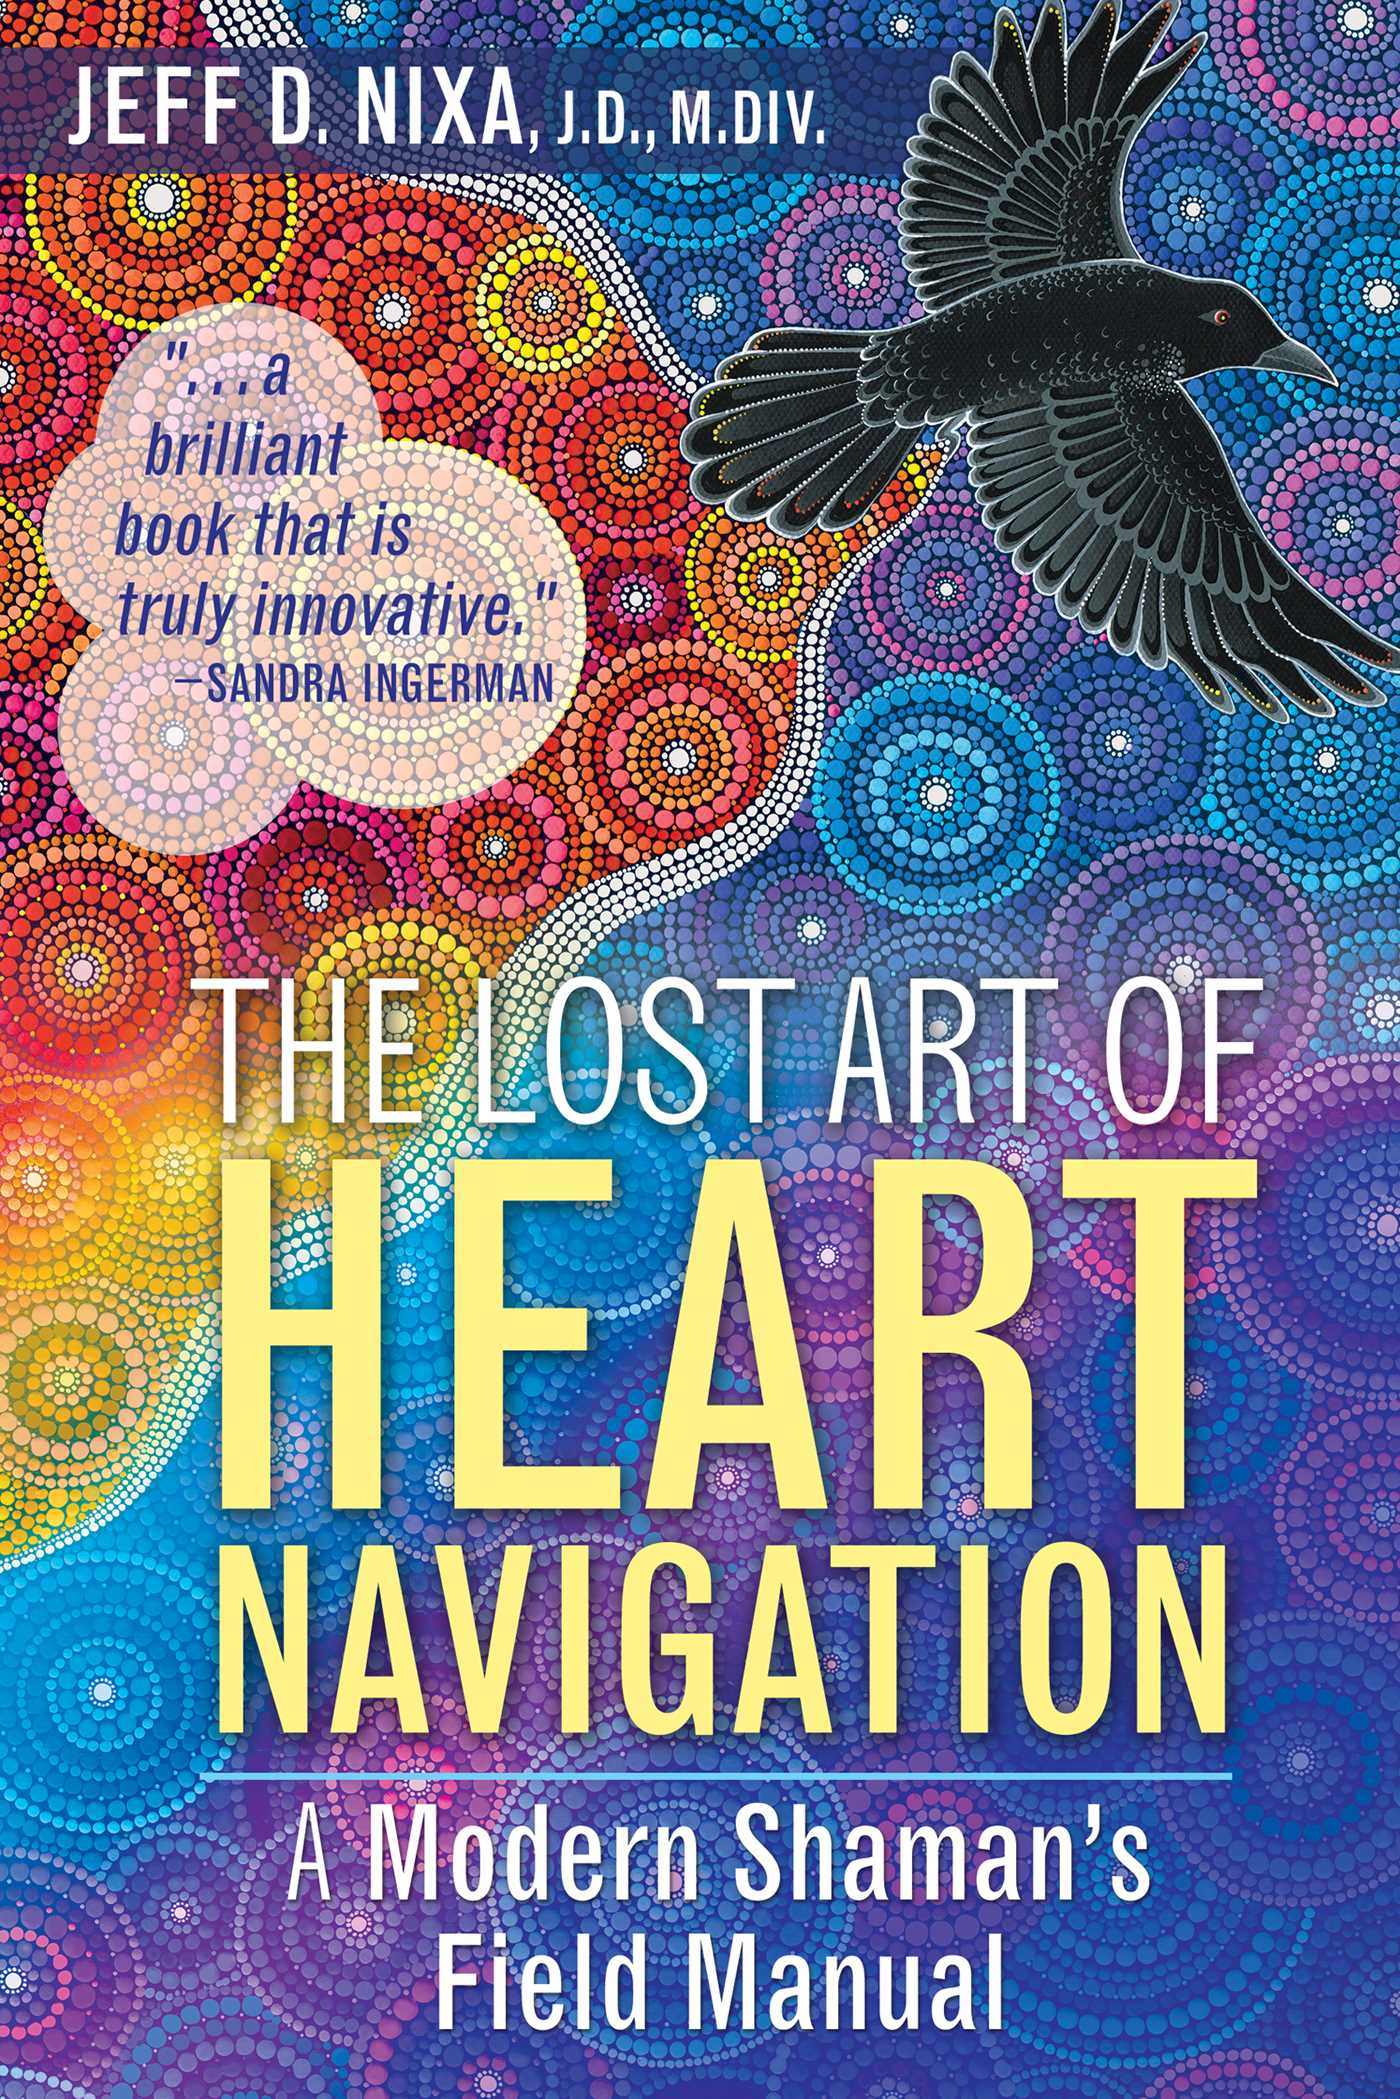 JEFF D. NIXA, J.D., M.DIV.
". . . a
brilliant
book that is
truly innovative."
–SANDRA INGERMAN
THE LOST ART OF
HEART
NAVIGATION
A Modern Shaman’s
Field Manual